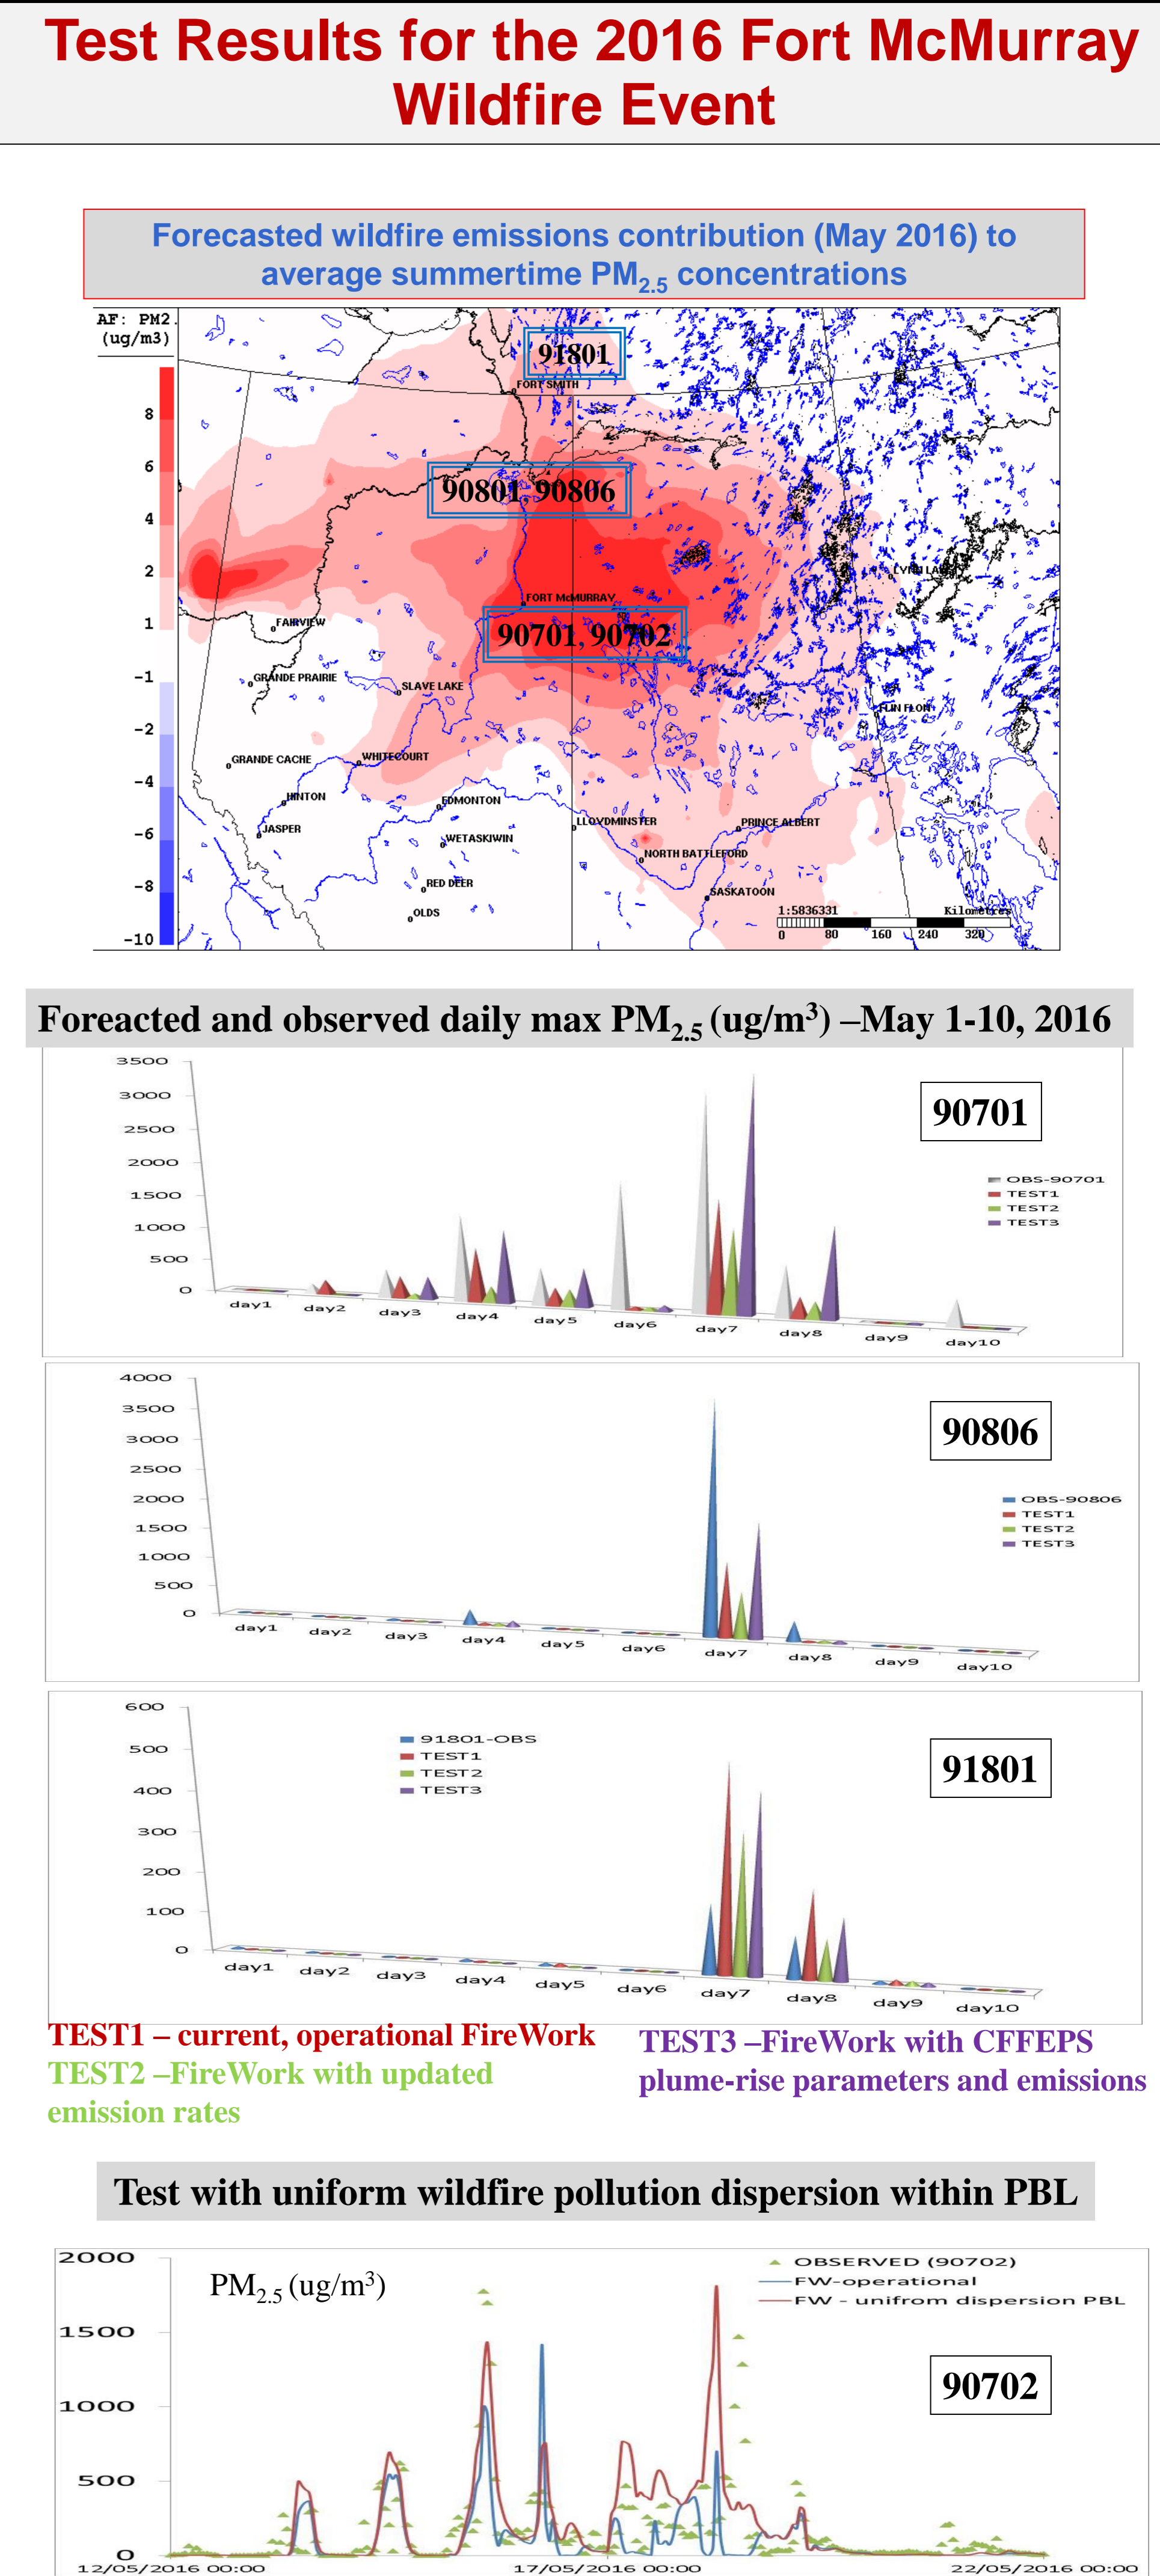 Test Results for the 2016 Fort McMurray
Wildfire Event
Forecasted wildfire emissions contribution (May 2016) to
average summertime PM2.5 concentrations
AF: PM2.
(ug/m3)
8
6
4
2
1
-1
-2
-4
-6
-8
-10
91801
FORT SMITH
90801 90806
FORT McMURRAY
90701, 90702
LYNN LAKE
FAIRVIEW
GRANDE PRAIRIE
SLAVE LAKE
FLIN FLON
GRANDE CACHE
WHITECOURT
HINTON
EDMONTON
JASPER
WETASKIWIN
LLOYDMINSTER
PRINCE ALBERT
NORTH BATTLEFORD
RED DEER
SASKATOON
OLDS
1:5836331 Kilometres
0 80 160 240 320
Foreacted and observed daily max PM2.5 (ug/m3) –May 1-10, 2016
3500
3000
2500
2000
1500
1000
500
0
90701
OBS-90701
TEST1
TEST2
TEST3
day1 day2 day3 day4 day5 day6 day7 day8 day9 day10
4000
3500
3000
2500
2000
1500
1000
500
0
90806
OBS-90806
TEST1
TEST2
TEST3
day1 day2 day3 day4 day5 day6 day7 day8 day9 day10
600
500
400
300
200
100
0
91801-OBS
TEST1
TEST2
TEST3
91801
day1 day2 day3 day4 day5 day6 day7 day8 day9 day10
TEST1 – current, operational FireWork
TEST2 –FireWork with updated
emission rates
TEST3 –FireWork with CFFEPS
plume-rise parameters and emissions
Test with uniform wildfire pollution dispersion within PBL
2000
1500
1000
500
0
PM2.5 (ug/m3)
OBSERVED (90702)
FW-operational
FW - unifrom dispersion PBL
90702
12/05/2016 00:00 17/05/2016 00:00 22/05/2016 00:00